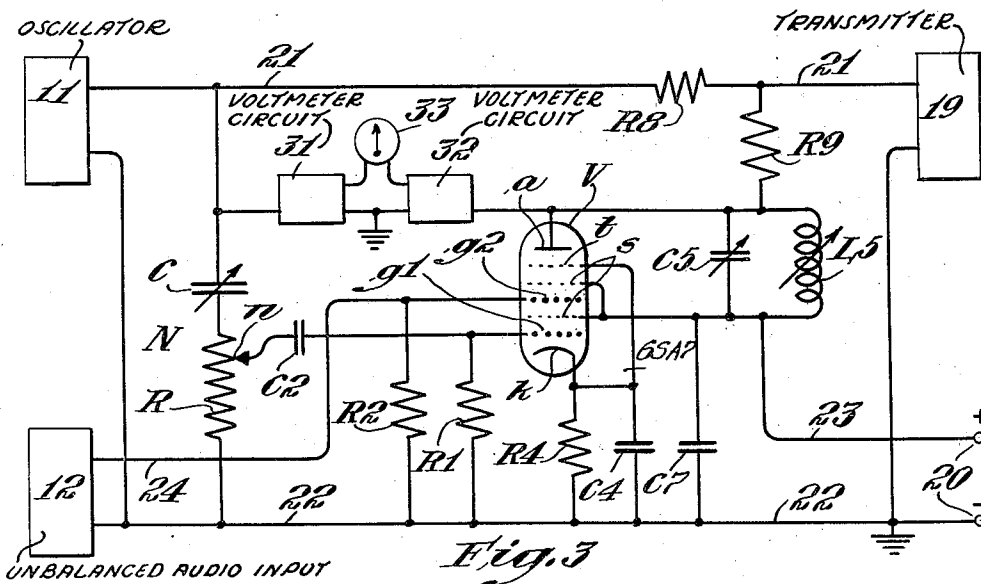 OSCILLATOR
TRANSMITTER
11
21
21
19
VOLTMETER CIRCUIT
VOLTMETER CIRCUIT
33
31
32
R8
R9
a
V
t
s
g2
g1
C
C5
L5
N
n
C2
R
k
6SA7
R2
R1
R4
C4
C7
23
+
20
-
12
24
22
22
Fig. 3
UNBALANCED AUDIO INPUT